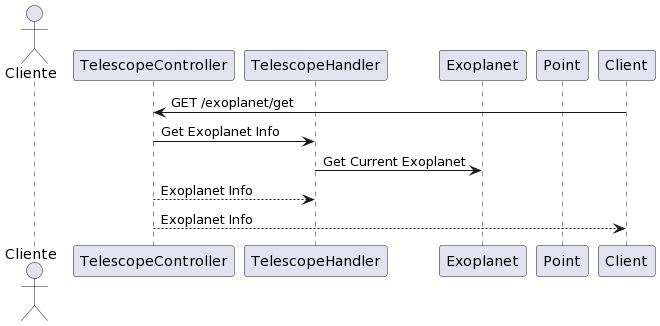 Cliente
TelescopeController
TelescopeHandler
Exoplanet
Point
Client
GET /exoplanet/get
Get Exoplanet Info
Get Current Exoplanet
Exoplanet Info
Exoplanet Info
Cliente
TelescopeController
TelescopeHandler
Exoplanet
Point
Client